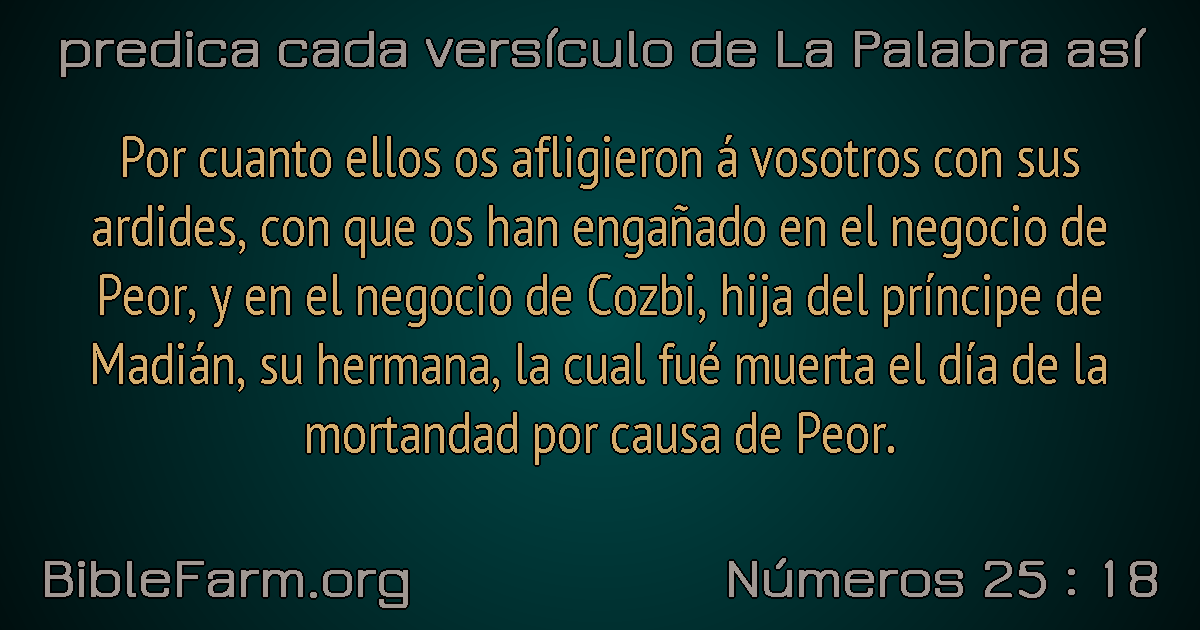 predica cada versículo de La Palabra así
Por cuanto ellos os afligieron á vosotros con sus
ardides, con que os han engañado en el negocio de
Peor, y en el negocio de Cozbi, hija del príncipe de
Madián, su hermana, la cual fué muerta el día de la
mortandad por causa de Peor.
BibleFarm.org
Números 25 : 18